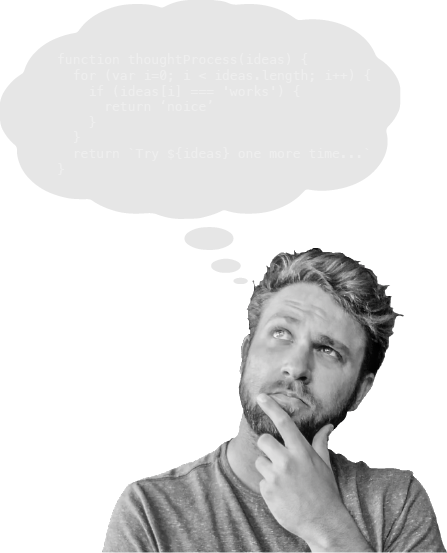 function thoughtProcess(ideas) {
for (var i=0; i < ideas.length; i++) {
if (ideas[i] === 'works') {
return 'noice'
}
}
return `Try ${ideas} one more time...`
}